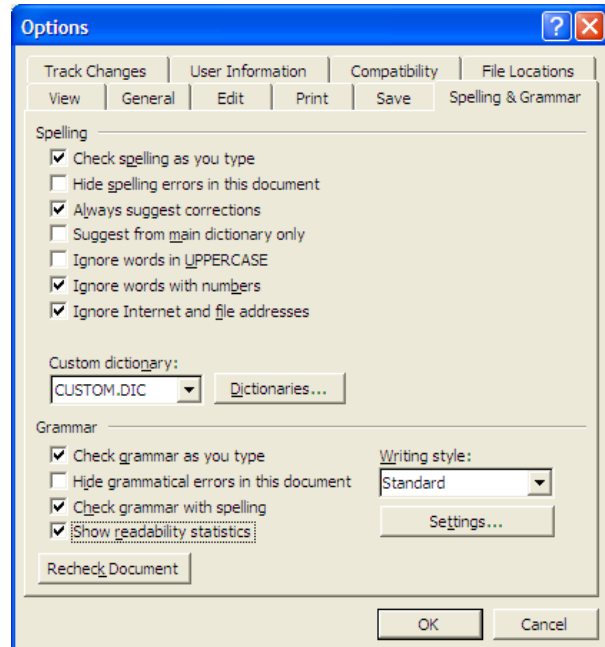 Options
Track Changes User Information Compatibility File Locations
View General Edit Print Save Spelling & Grammar
Spelling
Check spelling as you type
Hide spelling errors in this document
Always suggest corrections
Suggest from main dictionary only
Ignore words in UPPERCASE
Ignore words with numbers
Ignore Internet and file addresses
Custom dictionary:
CUSTOM.DIC Dictionaries...
Grammar
Check grammar as you type Writing style:
Hide grammatical errors in this document Standard
Check grammar with spelling
Show readability statistics Settings...
Recheck Document
OK Cancel